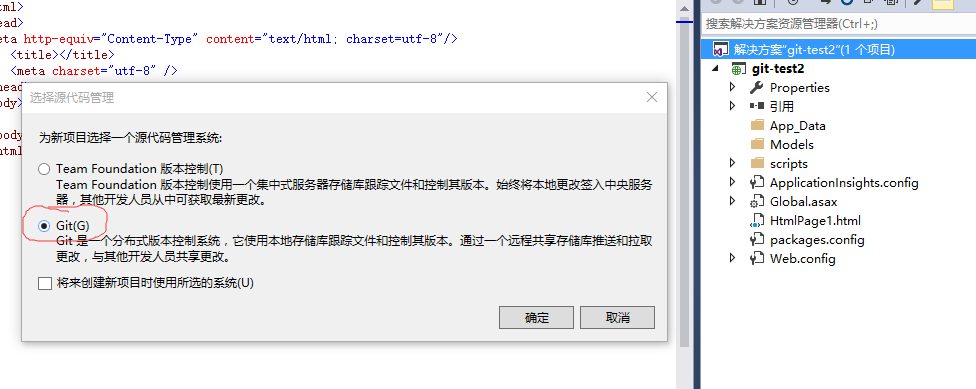 tml>
ead>
eta http-equiv="Content-Type" content="text/html; charset=utf-8"/>
<title></title>
<meta charset="utf-8" />
head
ody>
body
html
选择源代码管理
为新项目选择一个源代码管理系统:
Team Foundation 版本控制(T)
Team Foundation 版本控制使用一个集中式服务器存储库跟踪文件和控制其版本。始终将本地更改签入中央服务
器，其他开发人员从中可获取最新更改。
Git(G)
Git 是一个分布式版本控制系统，它使用本地存储库跟踪文件和控制其版本。通过一个远程共享存储库推送和拉取
更改，与其他开发人员共享更改。
将来创建新项目时使用所选的系统(U)
确定
取消
搜索解决方案资源管理器(Ctrl+;)
解决方案"git-test2"(1 个项目)
git-test2
Properties
引用
App_Data
Models
scripts
ApplicationInsights.config
Global.asax
HtmlPage1.html
packages.config
Web.config